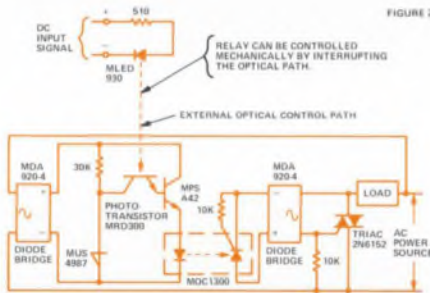 FIGURE 2
510
+
DC
INPUT
SIGNAL
−
MLED
930
RELAY CAN BE CONTROLLED
MECHANICALLY BY INTERRUPTING
THE OPTICAL PATH.
EXTERNAL OPTICAL CONTROL PATH
MDA
920-4
30K
MPS
A42
PHOTO
TRANSISTOR
MRD300
MUS
4987
DIODE
BRIDGE
MOC1300
10K
MDA
920-4
−
+
DIODE
BRIDGE
10K
LOAD
TRIAC
2N6152
AC
POWER
SOURCE